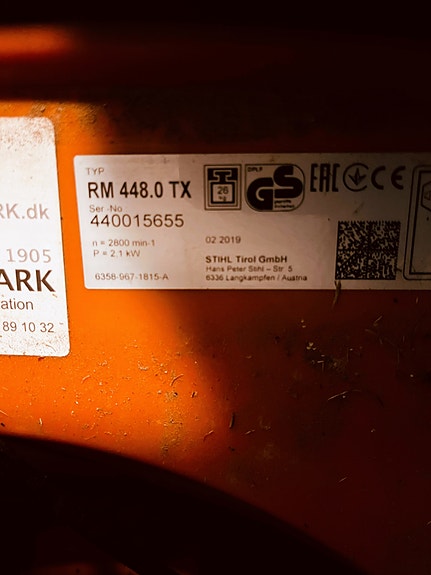 RK.dk
1905
ARK
ation
89 10 32
TYP
RM 448.0 TX
Ser.-No
440015655
n = 2800 min-1
P = 2.1 kW
6358-967-1815-A
26
kg
GS
EAC CE
02.2019
STIHL Tirol GmbH
Hans Peter Stihl – Str. 5
6336 Langkampfen / Austria